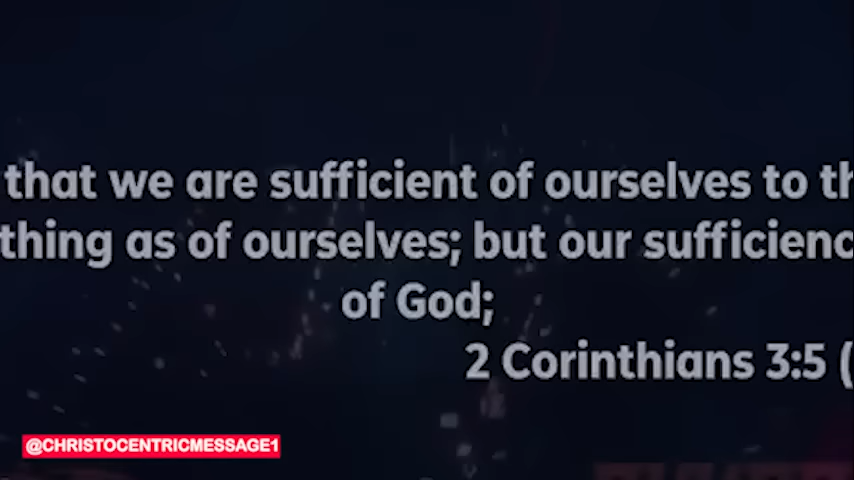 that we are sufficient of ourselves to th
thing as of ourselves; but our sufficienc
of God;
2 Corinthians 3:5 (
@CHRISTOCENTRICMESSAGE1